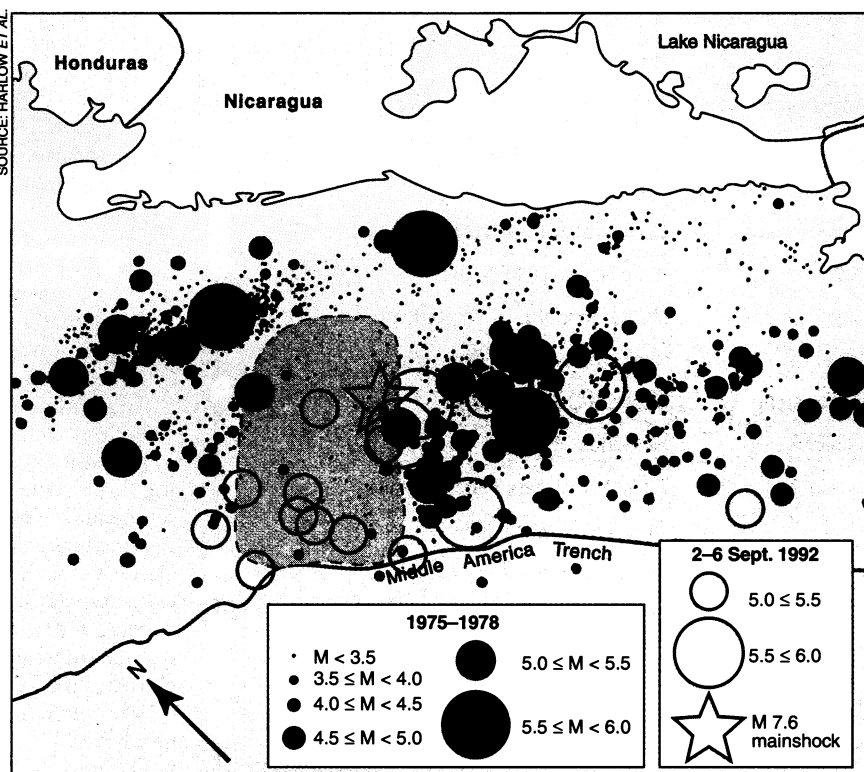 SOURCE: HARLOW ET AL.
Honduras
Nicaragua
Lake Nicaragua
Middle America Trench
N
1975–1978
M < 3.5
3.5 ≤ M < 4.0
4.0 ≤ M < 4.5
4.5 ≤ M < 5.0
5.0 ≤ M < 5.5
5.5 ≤ M < 6.0
2–6 Sept. 1992
5.0 ≤ 5.5
5.5 ≤ 6.0
M 7.6
mainshock